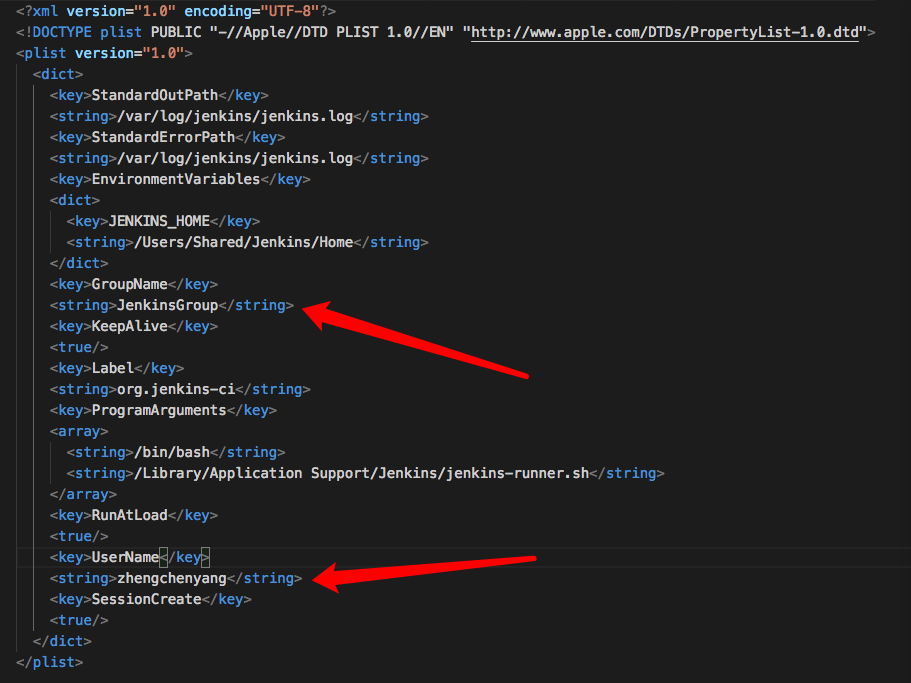 <?xml version="1.0" encoding="UTF-8"?>
<!DOCTYPE plist PUBLIC "-//Apple//DTD PLIST 1.0//EN" "http://www.apple.com/DTDs/PropertyList-1.0.dtd">
<plist version="1.0">
<dict>
<key>StandardOutPath</key>
<string>/var/log/jenkins/jenkins.log</string>
<key>StandardErrorPath</key>
<string>/var/log/jenkins/jenkins.log</string>
<key>EnvironmentVariables</key>
<dict>
<key>JENKINS_HOME</key>
<string>/Users/Shared/Jenkins/Home</string>
</dict>
<key>GroupName</key>
<string>JenkinsGroup</string>
<key>KeepAlive</key>
<true/>
<key>Label</key>
<string>org.jenkins-ci</string>
<key>ProgramArguments</key>
<array>
<string>/bin/bash</string>
<string>/Library/Application Support/Jenkins/jenkins-runner.sh</string>
</array>
<key>RunAtLoad</key>
<true/>
<key>UserName</key>
<string>zhengchenyang</string>
<key>SessionCreate</key>
<true/>
</dict>
</plist>